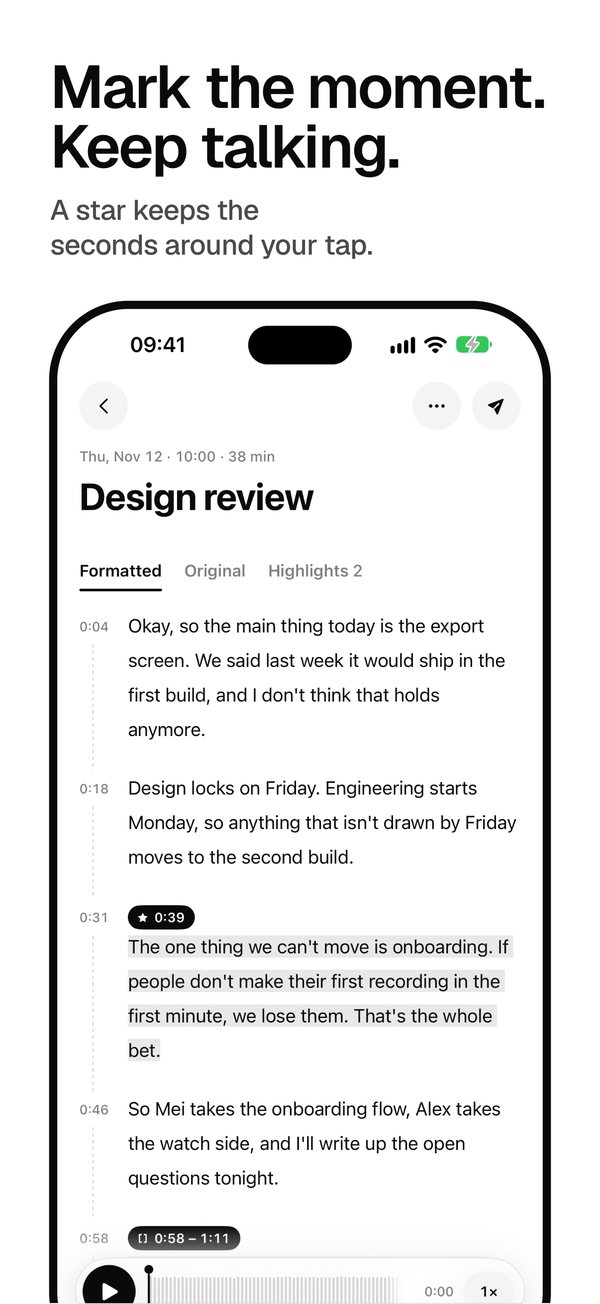 Mark the moment.
Keep talking.
A star keeps the
seconds around your tap.
09:41
Thu, Nov 12 · 10:00 · 38 min
Design review
Formatted Original Highlights 2
0:04 Okay, so the main thing today is the export
screen. We said last week it would ship in the
first build, and I don't think that holds
anymore.
0:18 Design locks on Friday. Engineering starts
Monday, so anything that isn't drawn by Friday
moves to the second build.
0:31 ★ 0:39
The one thing we can't move is onboarding. If
people don't make their first recording in the
first minute, we lose them. That's the whole
bet.
0:46 So Mei takes the onboarding flow, Alex takes
the watch side, and I'll write up the open
questions tonight.
0:58 [] 0:58 – 1:11
0:00 1×